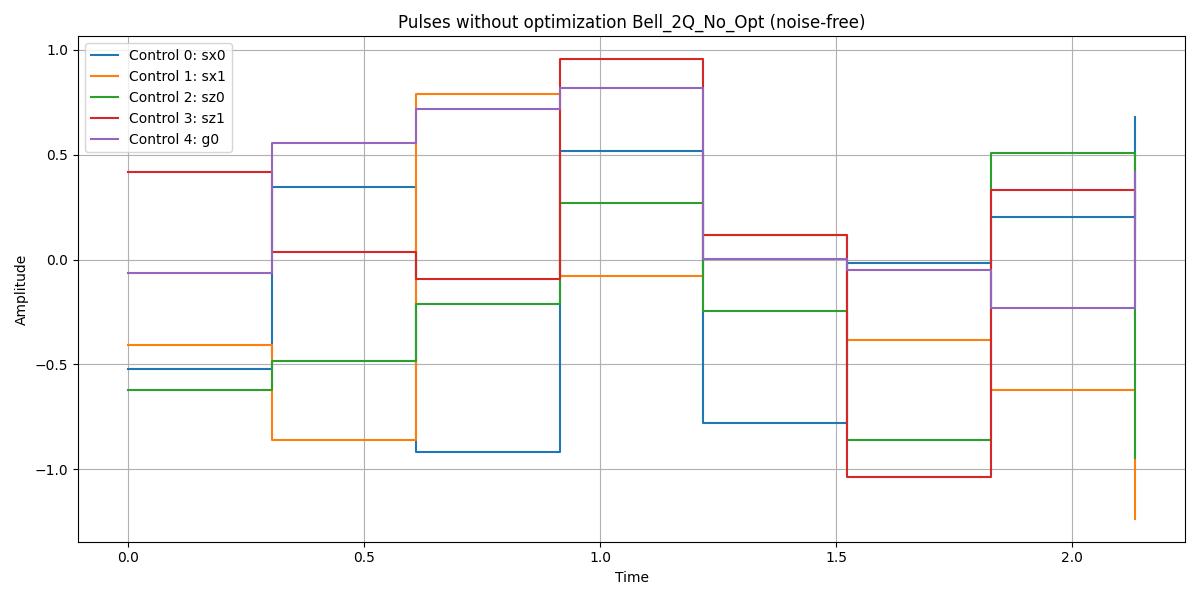 Pulses without optimization Bell_2Q_No_Opt (noise-free)
Control 0: sx0
Control 1: sx1
Control 2: sz0
Control 3: sz1
Control 4: g0
1.0
0.5
0.0
−0.5
−1.0
Amplitude
0.0 0.5 1.0 1.5 2.0
Time